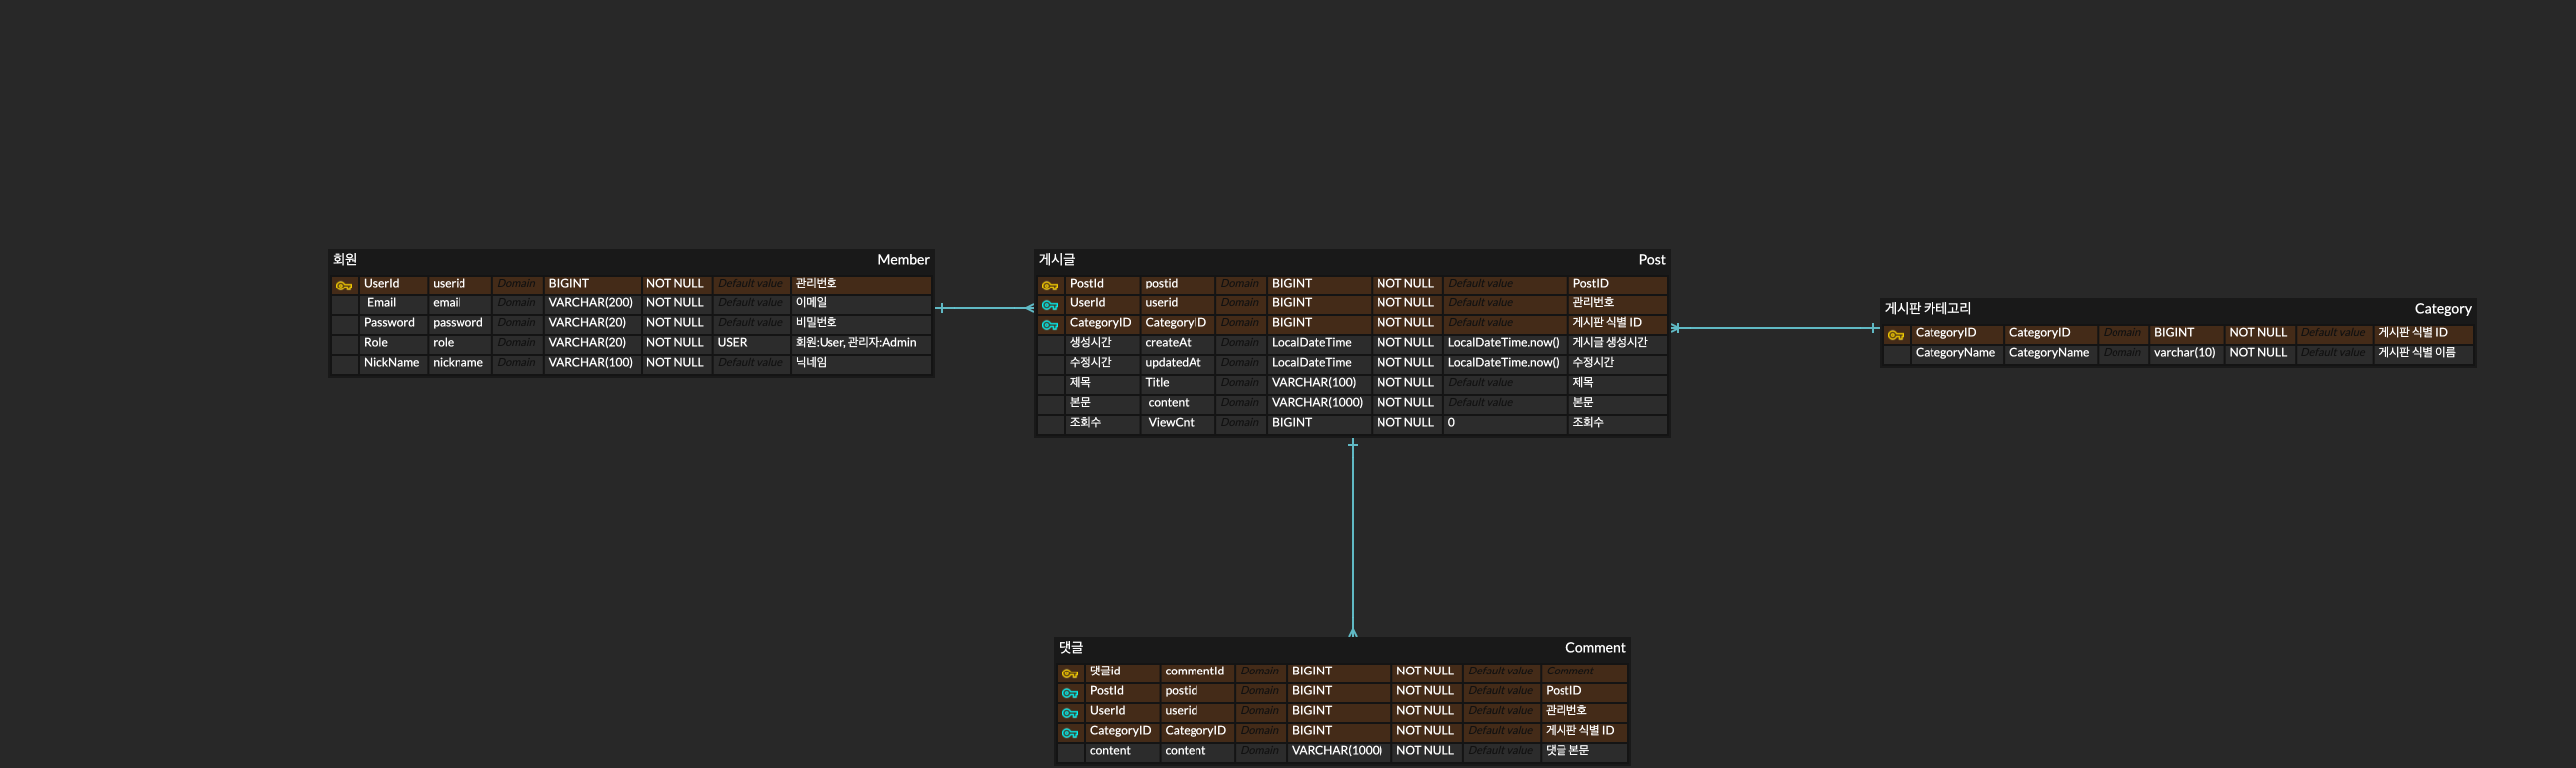 회원 Member
UserId userid Domain BIGINT NOT NULL Default value 관리번호
Email email Domain VARCHAR(200) NOT NULL Default value 이메일
Password password Domain VARCHAR(20) NOT NULL Default value 비밀번호
Role role Domain VARCHAR(20) NOT NULL USER 회원:User, 관리자:Admin
NickName nickname Domain VARCHAR(100) NOT NULL Default value 닉네임
게시글 Post
PostId postid Domain BIGINT NOT NULL Default value PostID
UserId userid Domain BIGINT NOT NULL Default value 관리번호
CategoryID CategoryID Domain BIGINT NOT NULL Default value 게시판 식별 ID
생성시간 createAt Domain LocalDateTime NOT NULL LocalDateTime.now() 게시글 생성시간
수정시간 updatedAt Domain LocalDateTime NOT NULL LocalDateTime.now() 수정시간
제목 Title Domain VARCHAR(100) NOT NULL Default value 제목
본문 content Domain VARCHAR(1000) NOT NULL Default value 본문
조회수 ViewCnt Domain BIGINT NOT NULL 0 조회수
게시판 카테고리 Category
CategoryID CategoryID Domain BIGINT NOT NULL Default value 게시판 식별 ID
CategoryName CategoryName Domain varchar(10) NOT NULL Default value 게시판 식별 이름
댓글 Comment
댓글id commentId Domain BIGINT NOT NULL Default value Comment
PostId postid Domain BIGINT NOT NULL Default value PostID
UserId userid Domain BIGINT NOT NULL Default value 관리번호
CategoryID CategoryID Domain BIGINT NOT NULL Default value 게시판 식별 ID
content content Domain VARCHAR(1000) NOT NULL Default value 댓글 본문